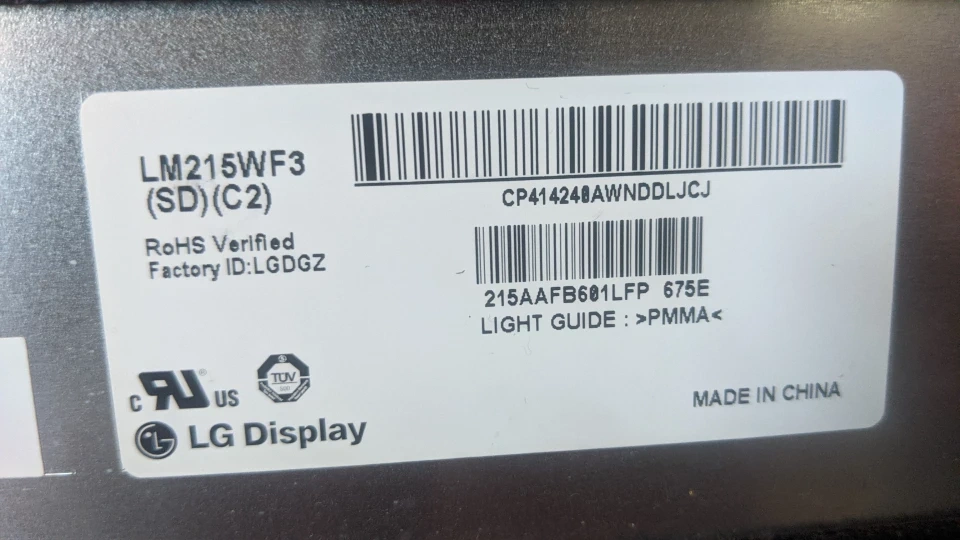 LM215WF3
(SD)(C2)
CP414240AWNDDLJCJ
RoHS Verified
Factory ID:LGDGZ
215AAFB601LFP 675E
LIGHT GUIDE : >PMMA<
c RU ® US
TÜV
MADE IN CHINA
LG Display